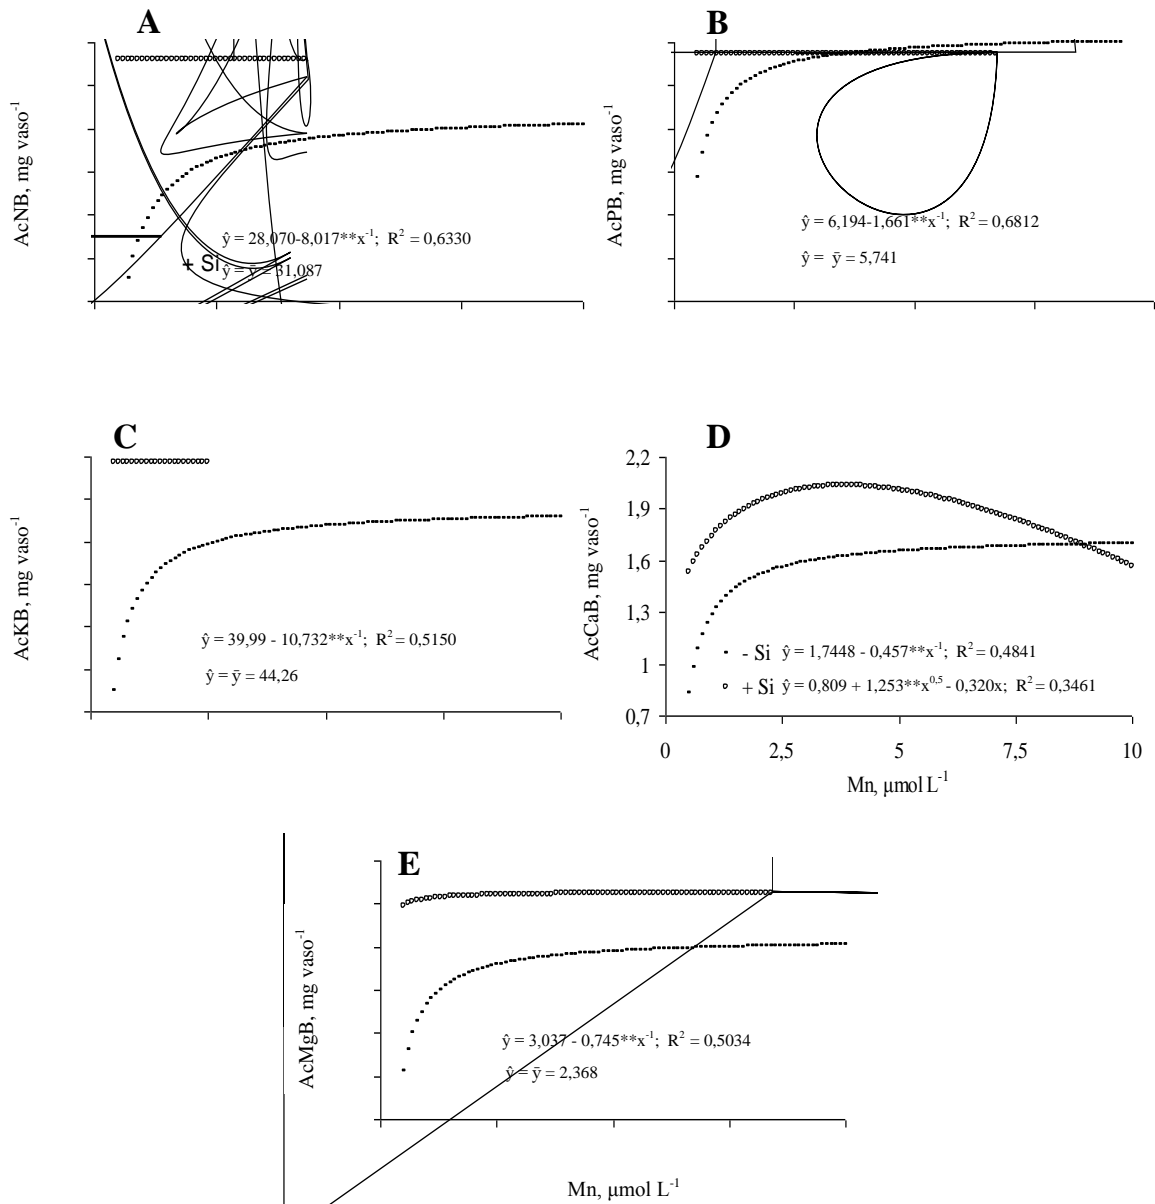 A
AcNB, mg vaso-1
ŷ = 28,070-8,017**x-1; R2 = 0,6330
+ Si
ŷ = ȳ = 31,087
B
AcPB, mg vaso-1
ŷ = 6,194-1,661**x-1; R2 = 0,6812
ŷ = ȳ = 5,741
C
AcKB, mg vaso-1
ŷ = 39,99 - 10,732**x-1; R2 = 0,5150
ŷ = ȳ = 44,26
D
AcCaB, mg vaso-1
2,2
1,9
1,6
1,3
1
0,7
- Si ŷ = 1,7448 - 0,457**x-1; R2 = 0,4841
+ Si ŷ = 0,809 + 1,253**x0,5 - 0,320x; R2 = 0,3461
0 2,5 5 7,5 10
Mn, μmol L-1
E
AcMgB, mg vaso-1
ŷ = 3,037 - 0,745**x-1; R2 = 0,5034
ŷ = ȳ = 2,368
Mn, μmol L-1